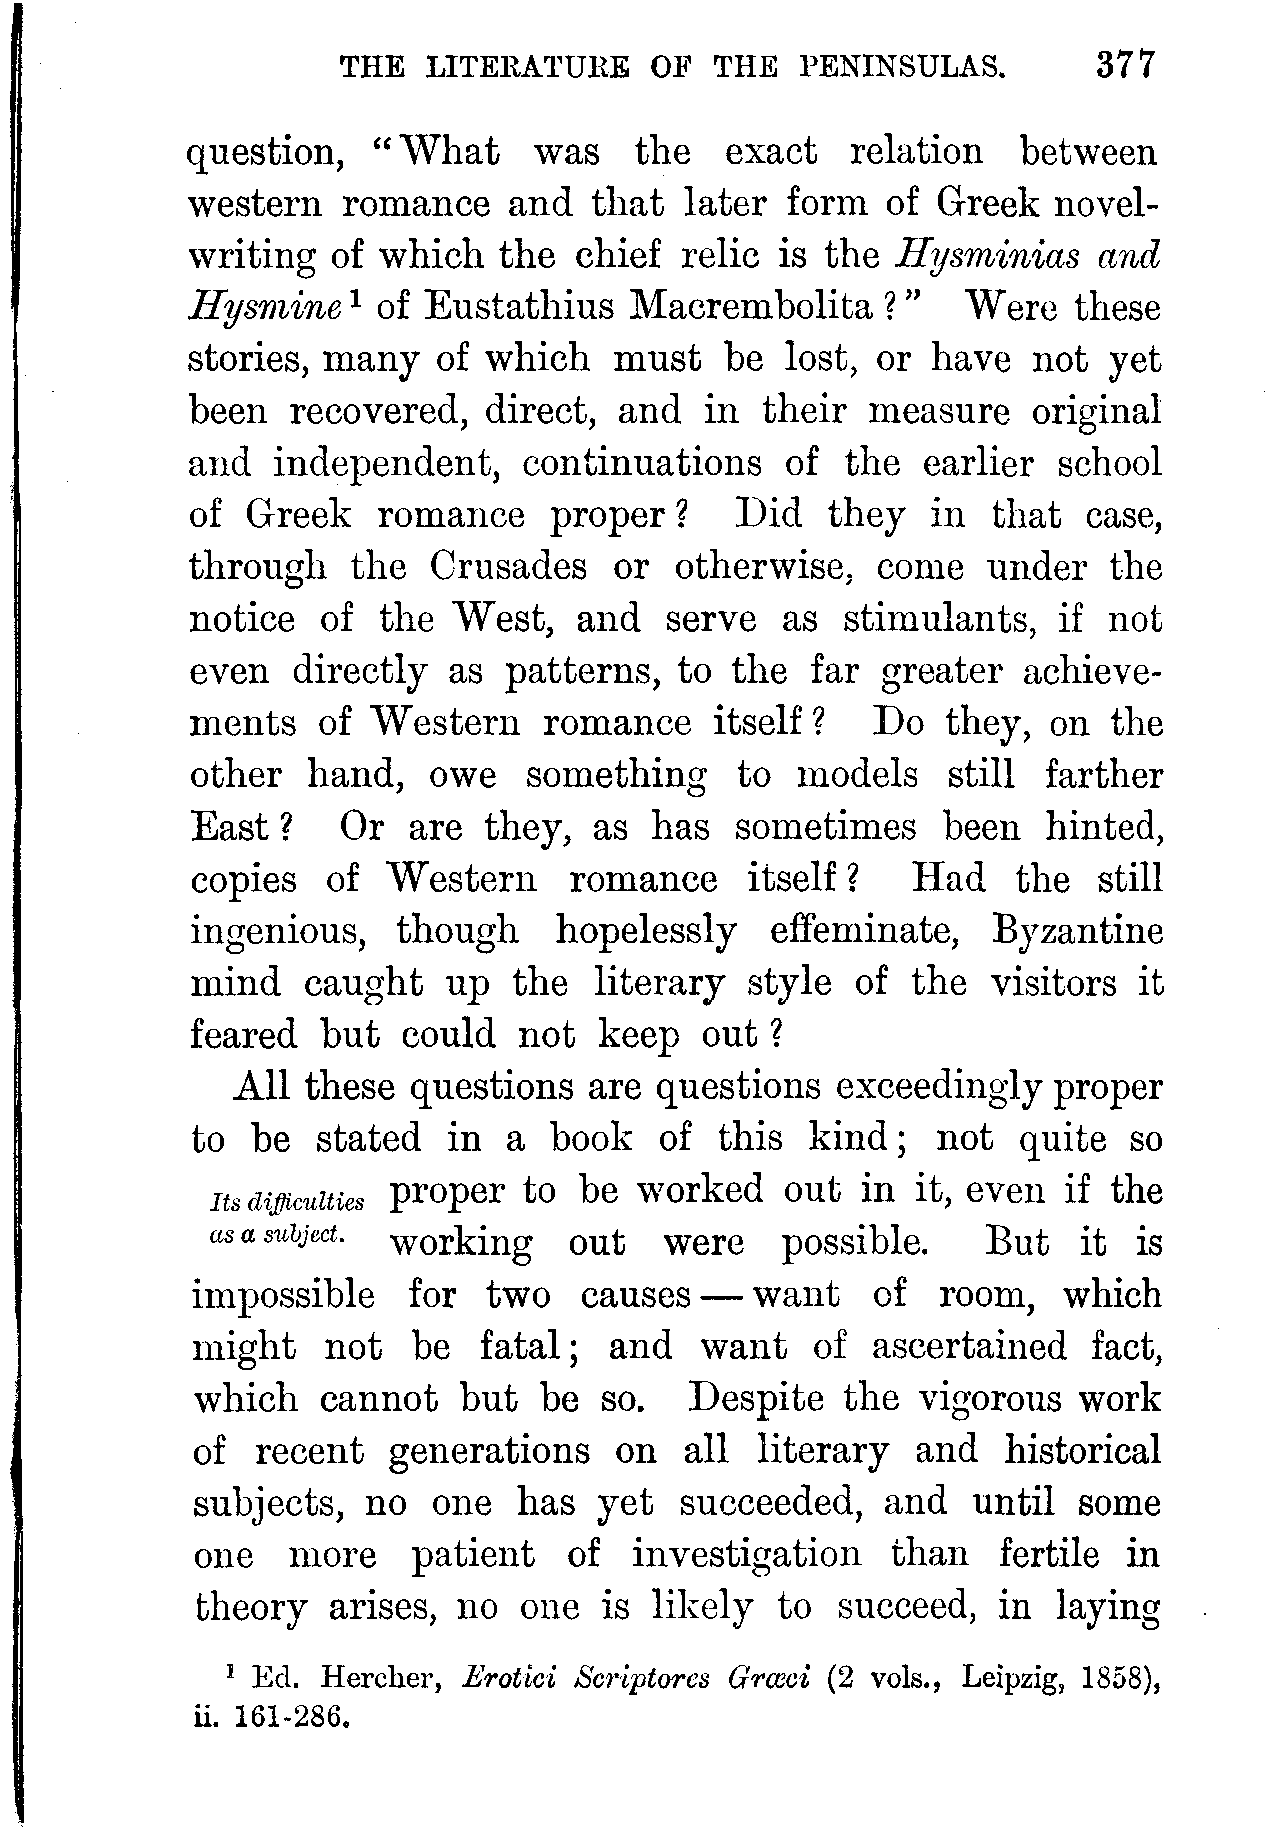 THE LITERATURE OF THE PENINSULAS. 377
question, “What was the exact relation between
western romance and that later form of Greek novel-
writing of which the chief relic is the Hysminias and
Hysmine¹ of Eustathius Macrembolita?” Were these
stories, many of which must be lost, or have not yet
been recovered, direct, and in their measure original
and independent, continuations of the earlier school
of Greek romance proper? Did they in that case,
through the Crusades or otherwise, come under the
notice of the West, and serve as stimulants, if not
even directly as patterns, to the far greater achieve-
ments of Western romance itself? Do they, on the
other hand, owe something to models still farther
East? Or are they, as has sometimes been hinted,
copies of Western romance itself? Had the still
ingenious, though hopelessly effeminate, Byzantine
mind caught up the literary style of the visitors it
feared but could not keep out?
All these questions are questions exceedingly proper
to be stated in a book of this kind; not quite so
Its difficulties
as a subject.
proper to be worked out in it, even if the
working out were possible. But it is
impossible for two causes — want of room, which
might not be fatal; and want of ascertained fact,
which cannot but be so. Despite the vigorous work
of recent generations on all literary and historical
subjects, no one has yet succeeded, and until some
one more patient of investigation than fertile in
theory arises, no one is likely to succeed, in laying
¹ Ed. Hercher, Erotici Scriptores Græci (2 vols., Leipzig, 1858),
ii. 161-286.